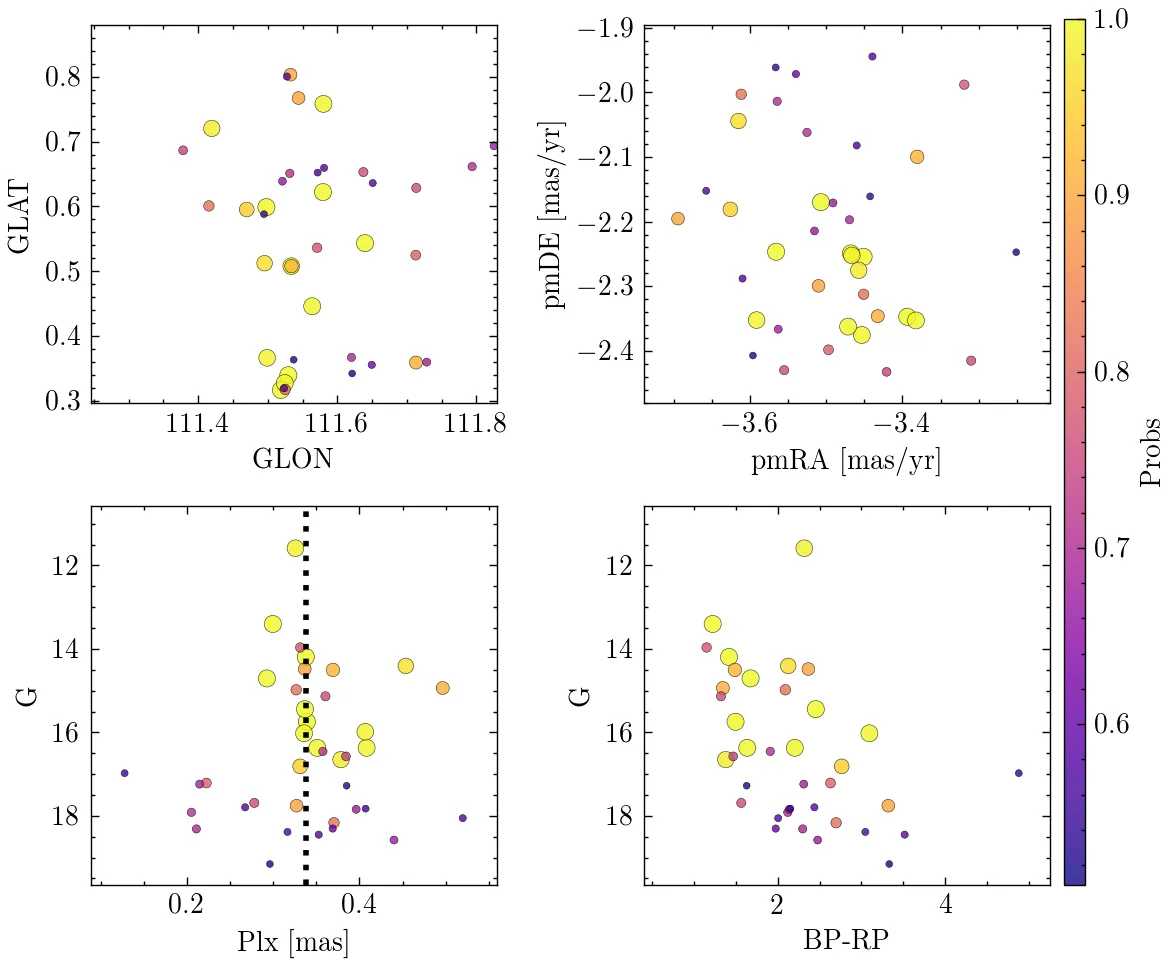 0.8
0.7
0.6
0.5
0.4
0.3
GLAT
111.4 111.6 111.8
GLON
−1.9
−2.0
−2.1
−2.2
−2.3
−2.4
pmDE [mas/yr]
−3.6 −3.4
pmRA [mas/yr]
12
14
16
18
G
0.2 0.4
Plx [mas]
12
14
16
18
G
2 4
BP-RP
1.0
0.9
0.8
0.7
0.6
Probs